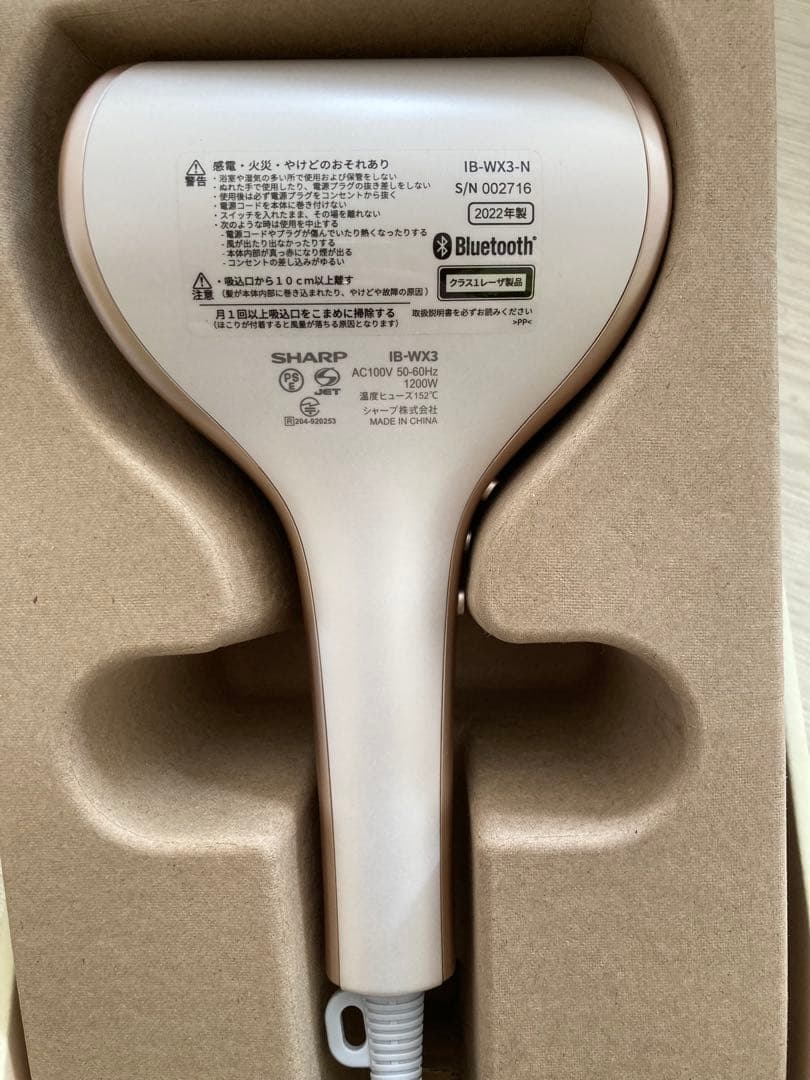 警告
感電・火災・やけどのおそれあり
・浴室や湿気の多い所で使用および保管をしない
・ぬれた手で使用したり、電源プラグの抜き差しをしない
・使用後は必ず電源プラグをコンセントから抜く
・電源コードを本体に巻き付けない
・スイッチを入れたまま、その場を離れない
・次のような時は使用を中止する
-電源コードやプラグが傷んでいたり熱くなったりする
-風が出たり出なかったりする
-本体内部が真っ赤になり煙が出る
-コンセントの差し込みがゆるい
IB-WX3-N
S/N 002716
2022年製
Bluetooth®
クラス1レーザ製品
注意
・吸込口から10cm以上離す
(髪が本体内部に巻き込まれたり、やけどや故障の原因)
月1回以上吸込口をこまめに掃除する
(ほこりが付着すると風量が落ちる原因となります)
取扱説明書を必ずお読みください
>PP<
SHARP IB-WX3
PSE
JET
AC100V 50-60Hz
1200W
温度ヒューズ152℃
シャープ株式会社
R 204-920253
MADE IN CHINA